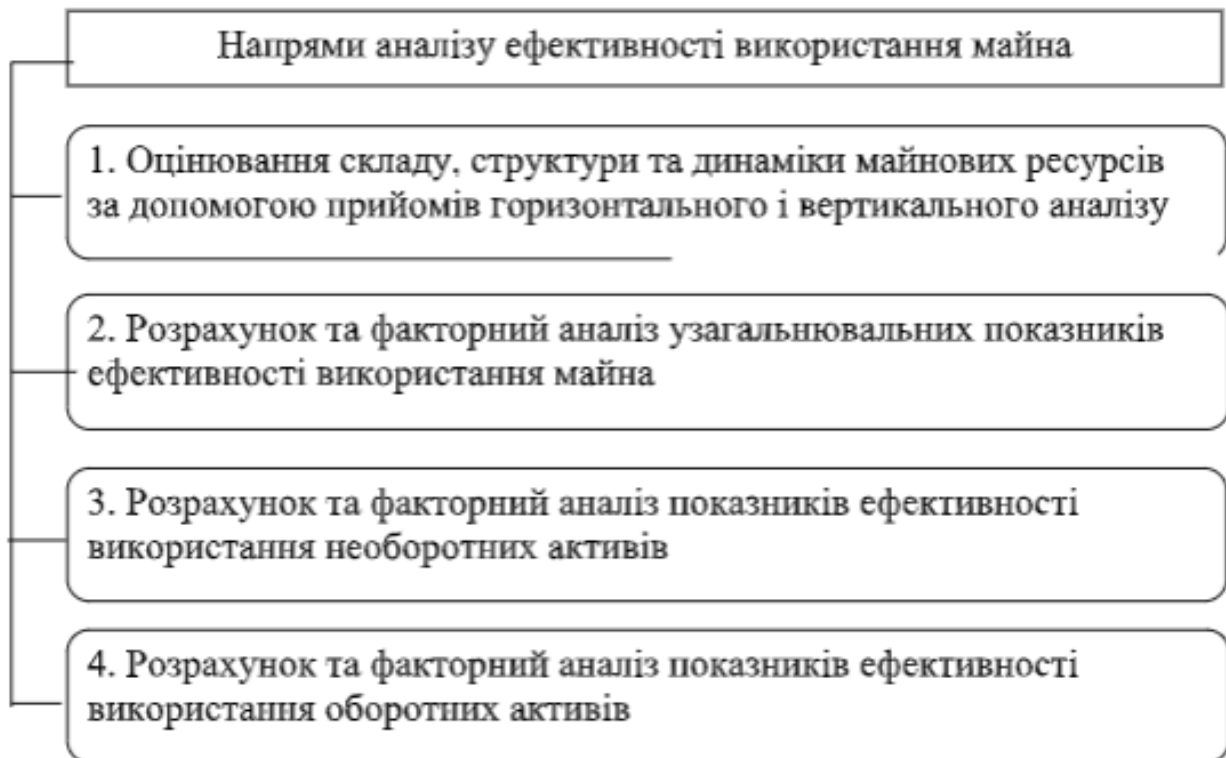 Напрями аналізу ефективності використання майна
1. Оцінювання складу, структури та динаміки майнових ресурсів
за допомогою прийомів горизонтального і вертикального аналізу
2. Розрахунок та факторний аналіз узагальнювальних показників
ефективності використання майна
3. Розрахунок та факторний аналіз показників ефективності
використання необоротних активів
4. Розрахунок та факторний аналіз показників ефективності
використання оборотних активів